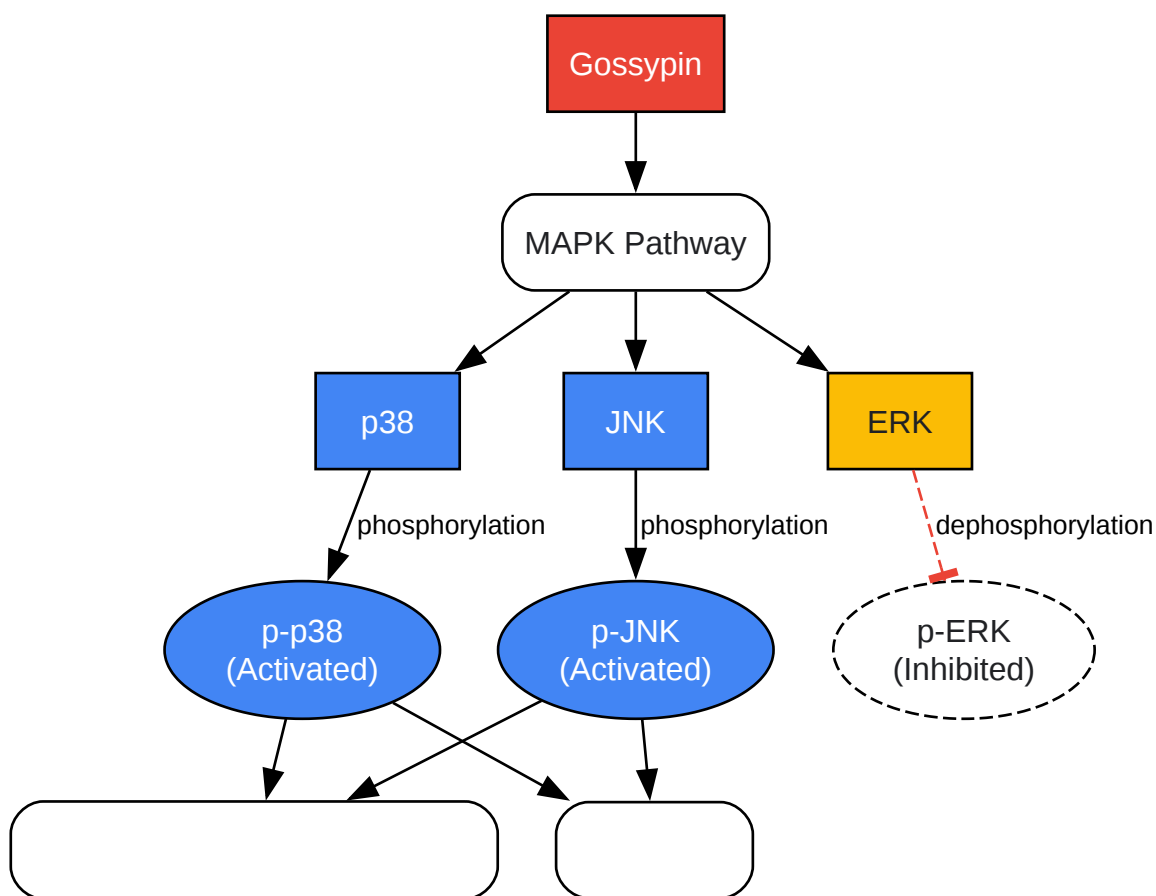 Gossypin
MAPK Pathway
p38
JNK
ERK
phosphorylation
phosphorylation
dephosphorylation
p-p38
(Activated)
p-JNK
(Activated)
p-ERK
(Inhibited)